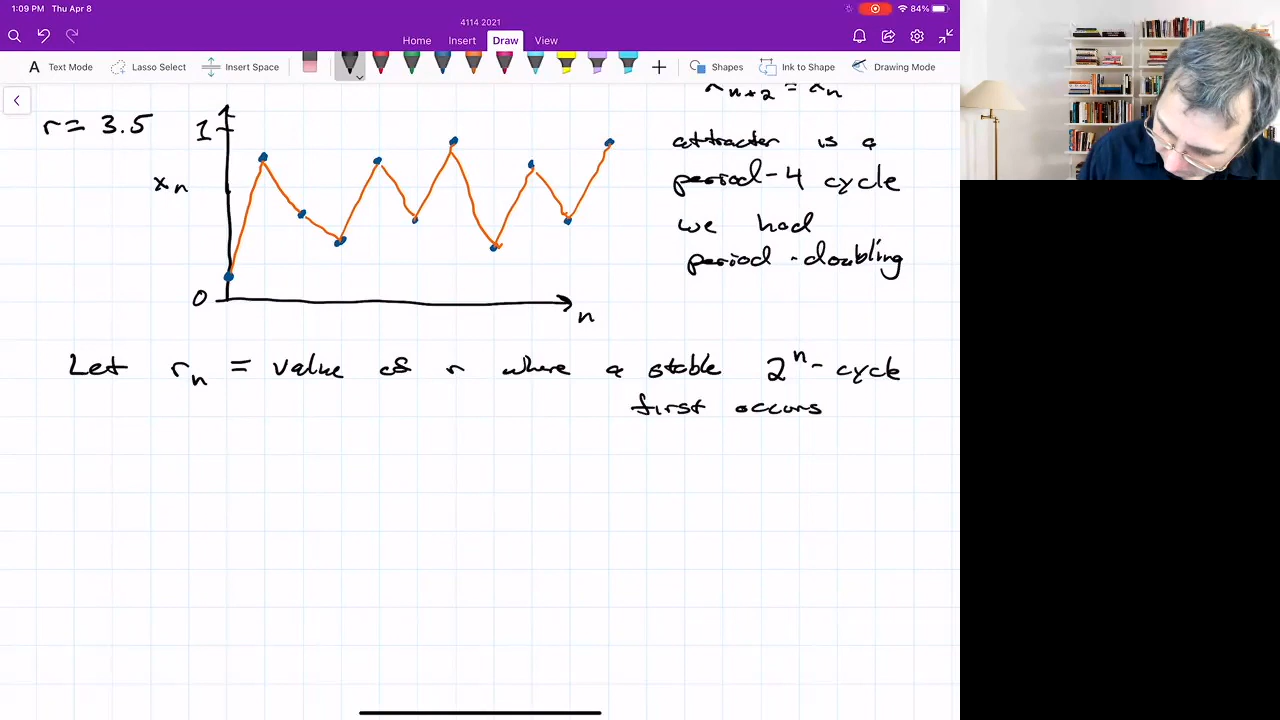 1:09 PM Thu Apr 8
84%
4114 2021
Home Insert Draw View
A Text Mode Lasso Select Insert Space Shapes Ink to Shape Drawing Mode
r = 3.5
1
xₙ
0
n
attractor is a
period-4 cycle
we had
period-doubling
Let rₙ = value of r where a stable 2ⁿ-cycle
first occurs